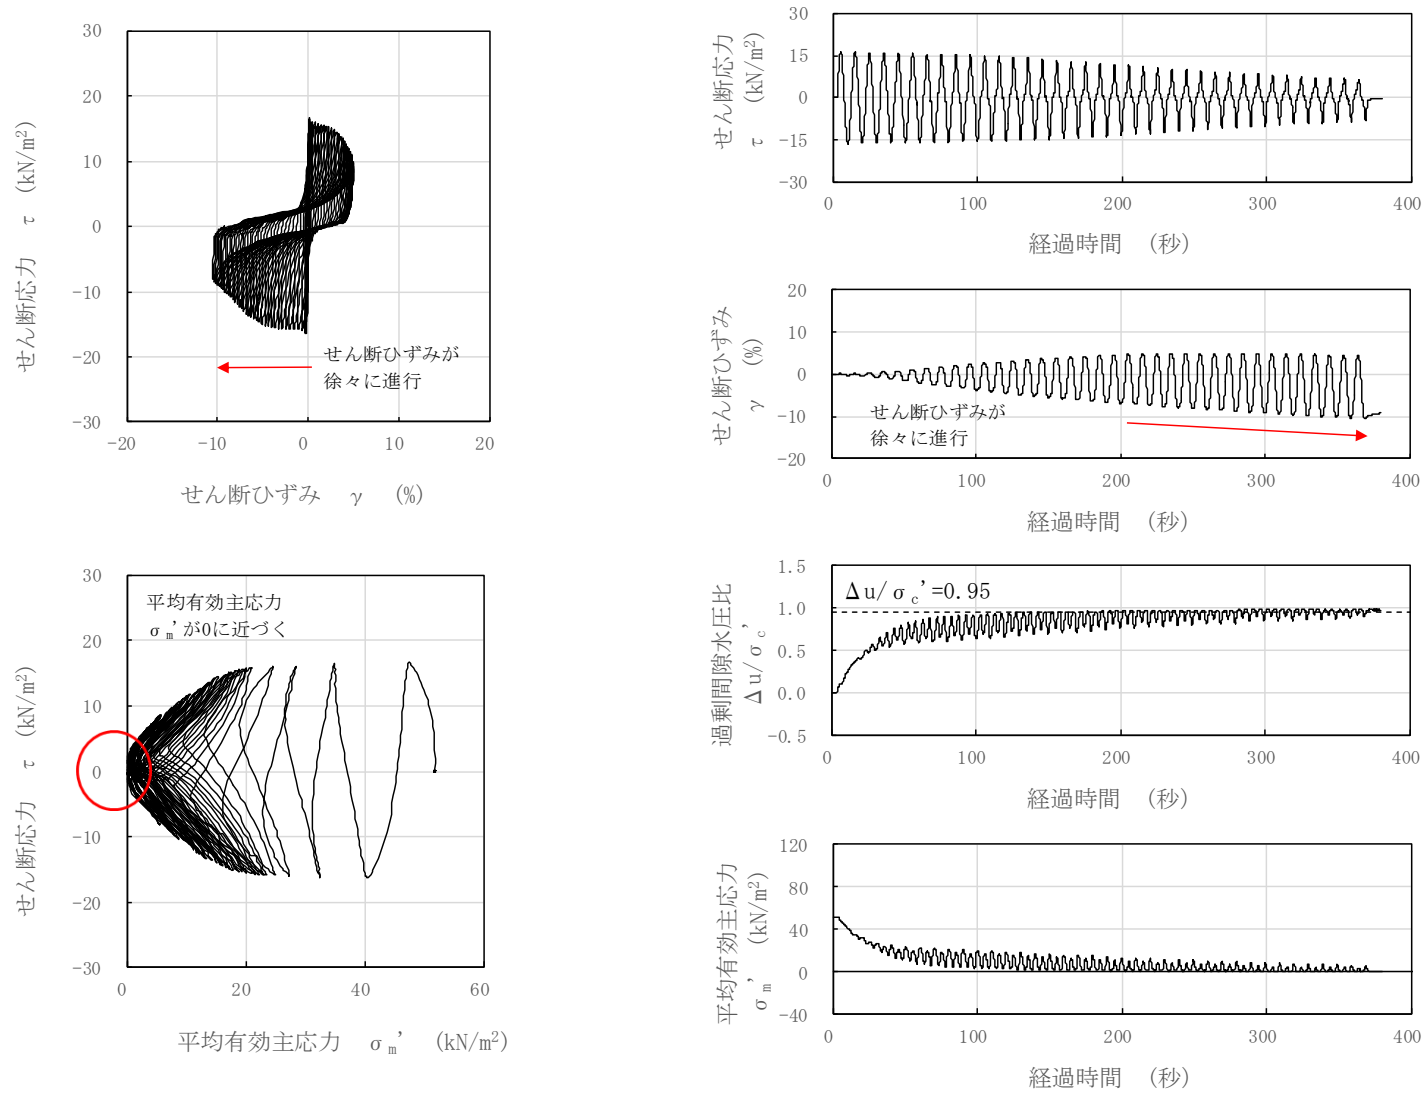 30
20
10
0
-10
-20
-30
-20
-10
0
10
20
せん断応力 τ (kN/m²)
せん断ひずみ γ (%)
せん断ひずみが
徐々に進行
30
15
0
-15
-30
0
100
200
300
400
せん断応力
τ (kN/m²)
経過時間 (秒)
20
10
0
-10
-20
0
100
200
300
400
せん断ひずみ
γ (%)
せん断ひずみが
徐々に進行
経過時間 (秒)
30
20
10
0
-10
-20
-30
0
20
40
60
せん断応力 τ (kN/m²)
平均有効主応力
σm'が0に近づく
平均有効主応力 σm' (kN/m²)
1.5
1.0
0.5
0.0
-0.5
0
100
200
300
400
過剰間隙水圧比
Δu/σc'
Δu/σc'=0.95
経過時間 (秒)
120
80
40
0
-40
0
100
200
300
400
平均有効主応力
σm' (kN/m²)
経過時間 (秒)